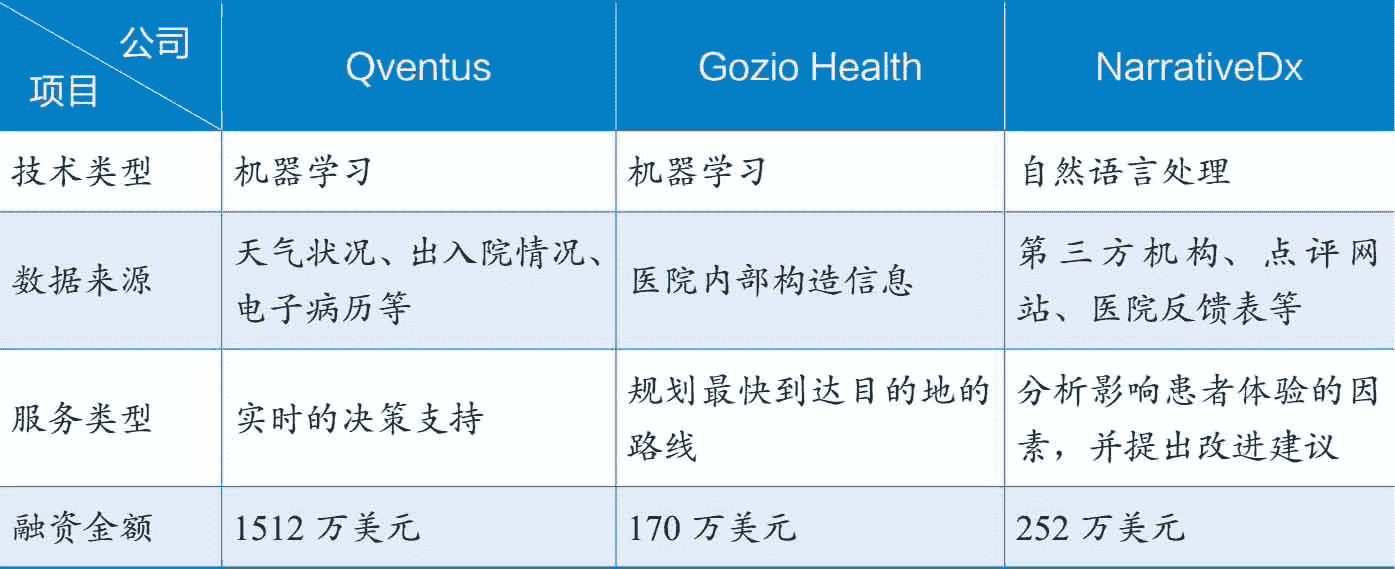 公司
项目
Qventus
Gozio Health
NarrativeDx
技术类型
机器学习
机器学习
自然语言处理
数据来源
天气状况、出入院情况、
电子病历等
医院内部构造信息
第三方机构、点评网
站、医院反馈表等
服务类型
实时的决策支持
规划最快到达目的地的
路线
分析影响患者体验的因
素，并提出改进建议
融资金额
1512 万美元
170 万美元
252 万美元